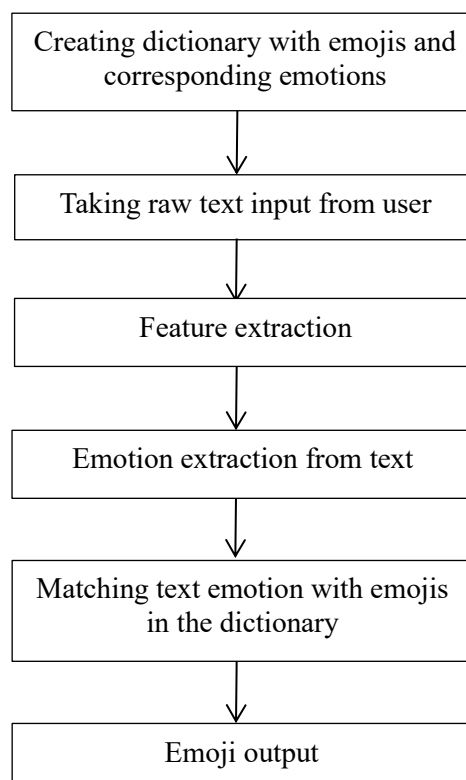 Creating dictionary with emojis and
corresponding emotions
Taking raw text input from user
Feature extraction
Emotion extraction from text
Matching text emotion with emojis
in the dictionary
Emoji output